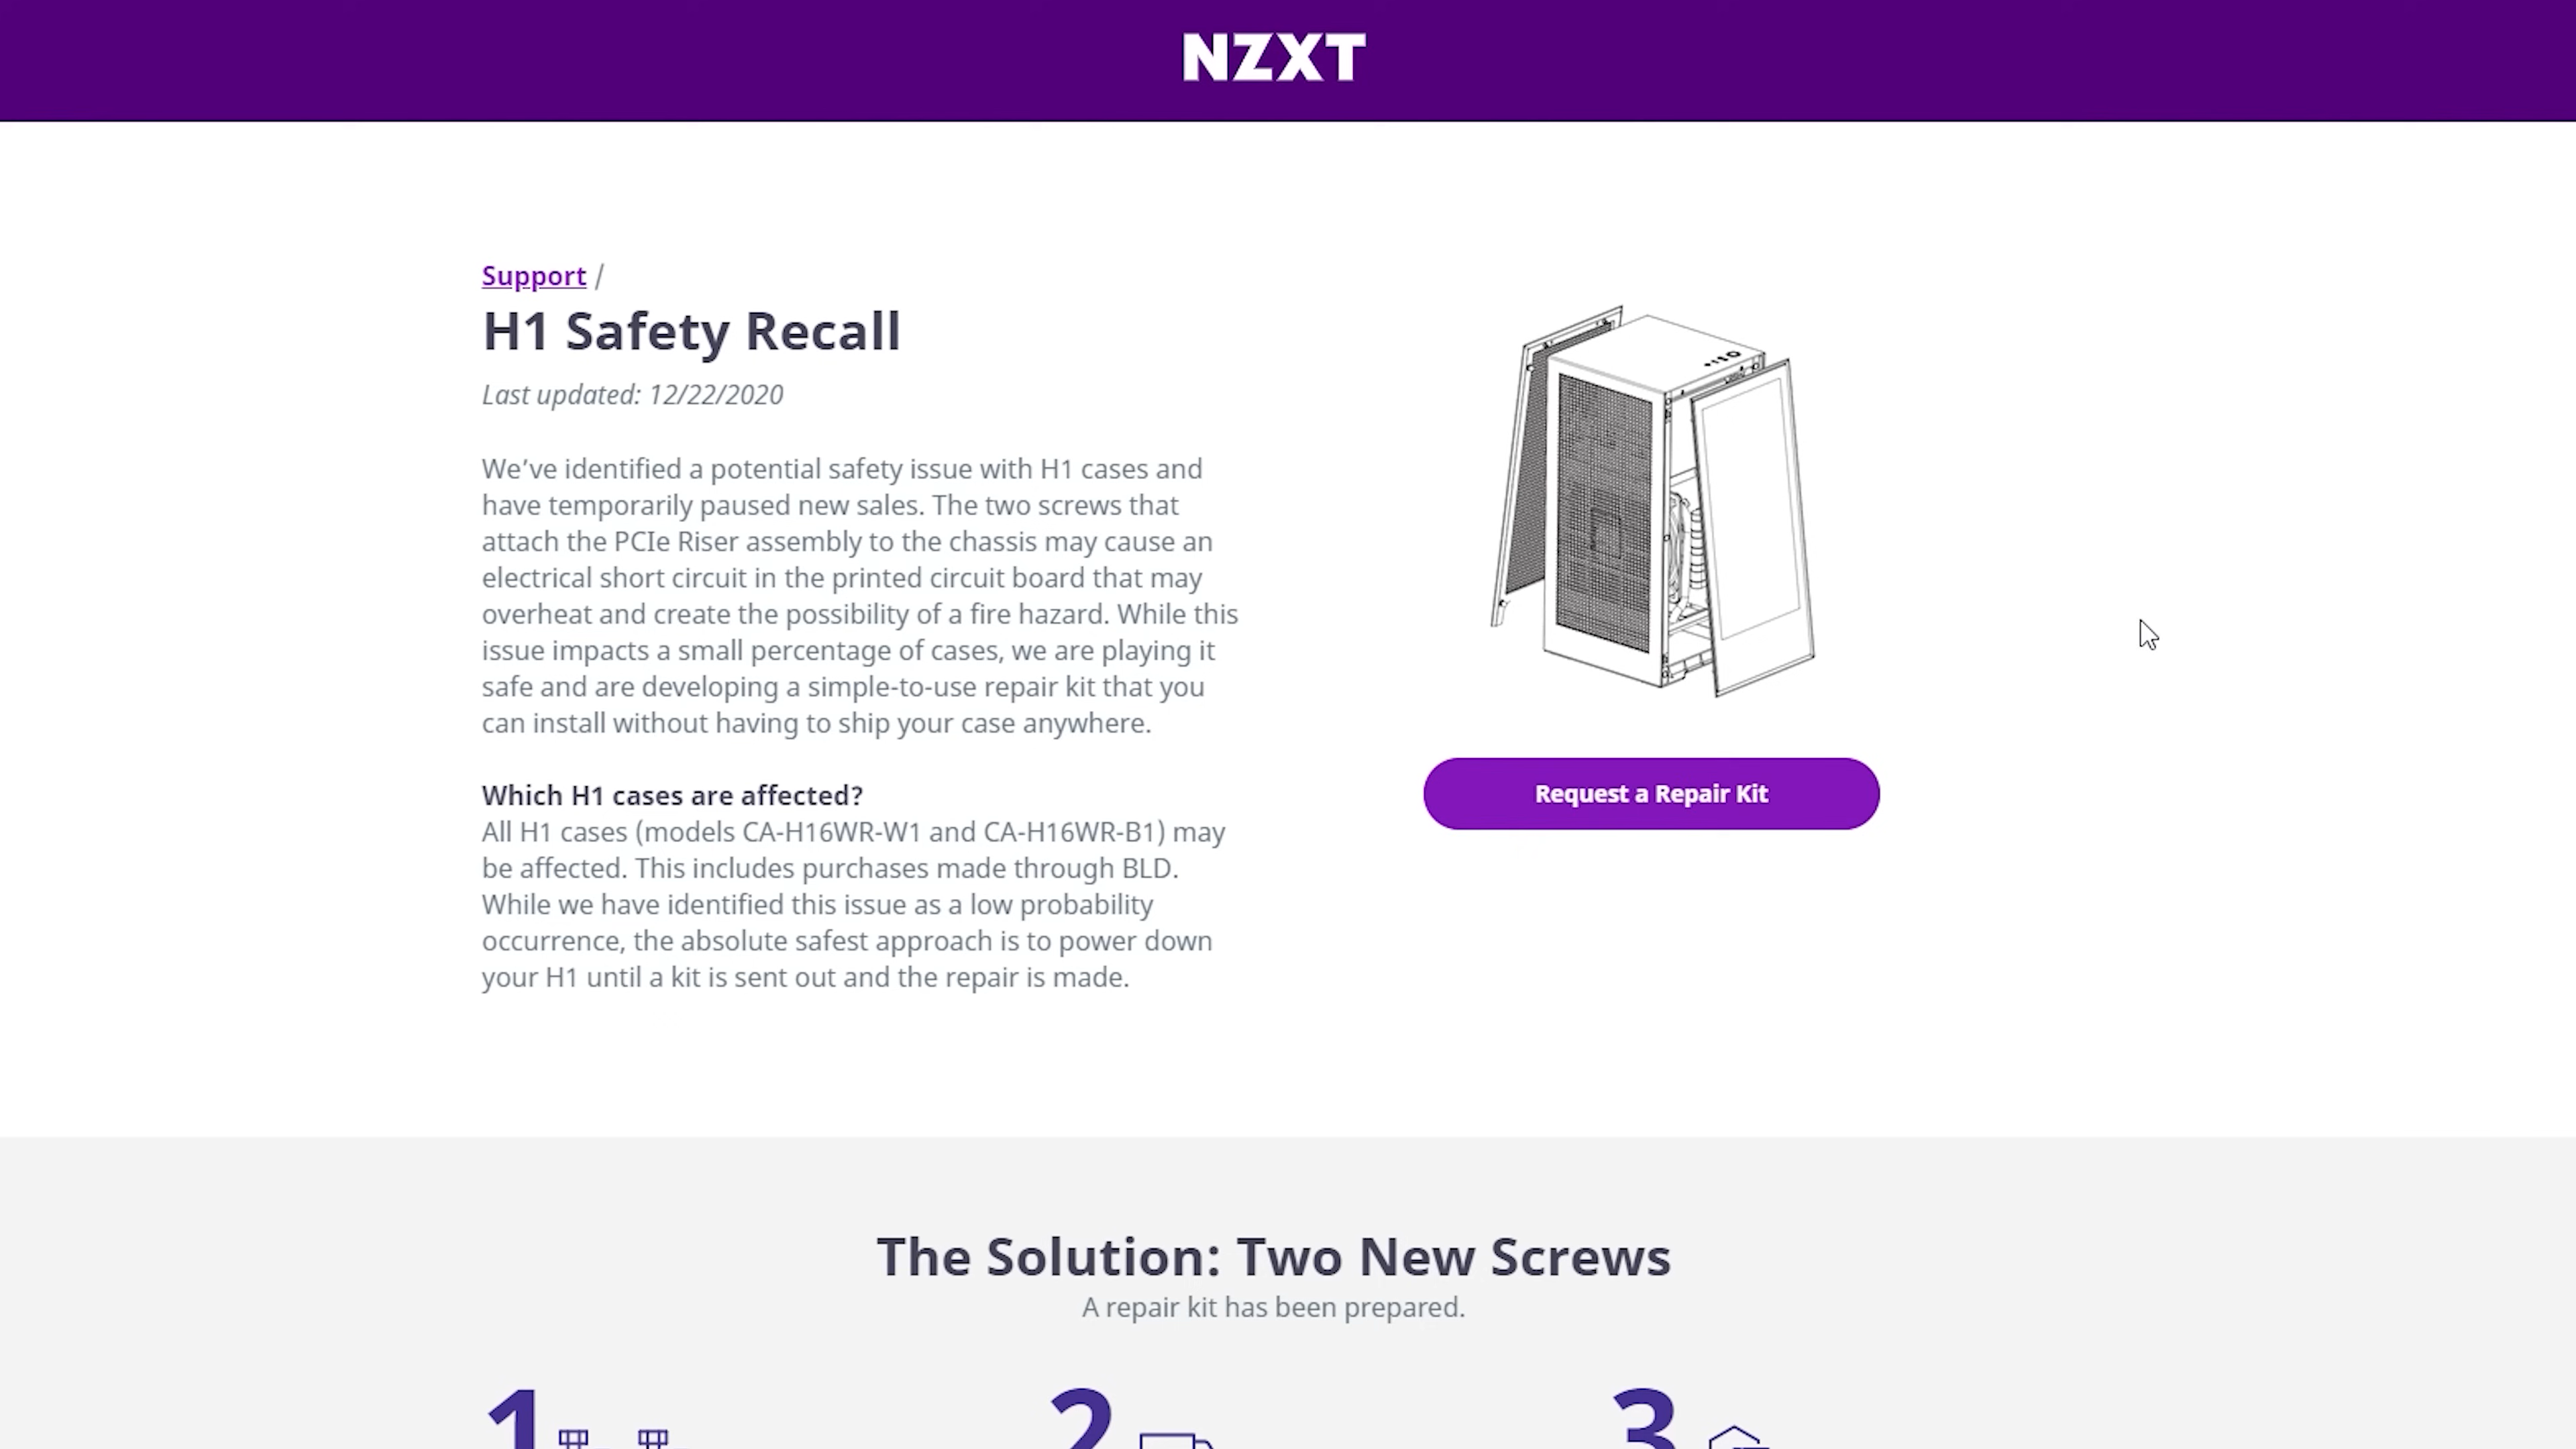 NZXT
Support /
H1 Safety Recall
Last updated: 12/22/2020
We’ve identified a potential safety issue with H1 cases and
have temporarily paused new sales. The two screws that
attach the PCIe Riser assembly to the chassis may cause an
electrical short circuit in the printed circuit board that may
overheat and create the possibility of a fire hazard. While this
issue impacts a small percentage of cases, we are playing it
safe and are developing a simple-to-use repair kit that you
can install without having to ship your case anywhere.
Which H1 cases are affected?
All H1 cases (models CA-H16WR-W1 and CA-H16WR-B1) may
be affected. This includes purchases made through BLD.
While we have identified this issue as a low probability
occurrence, the absolute safest approach is to power down
your H1 until a kit is sent out and the repair is made.
Request a Repair Kit
The Solution: Two New Screws
A repair kit has been prepared.
1 2 3